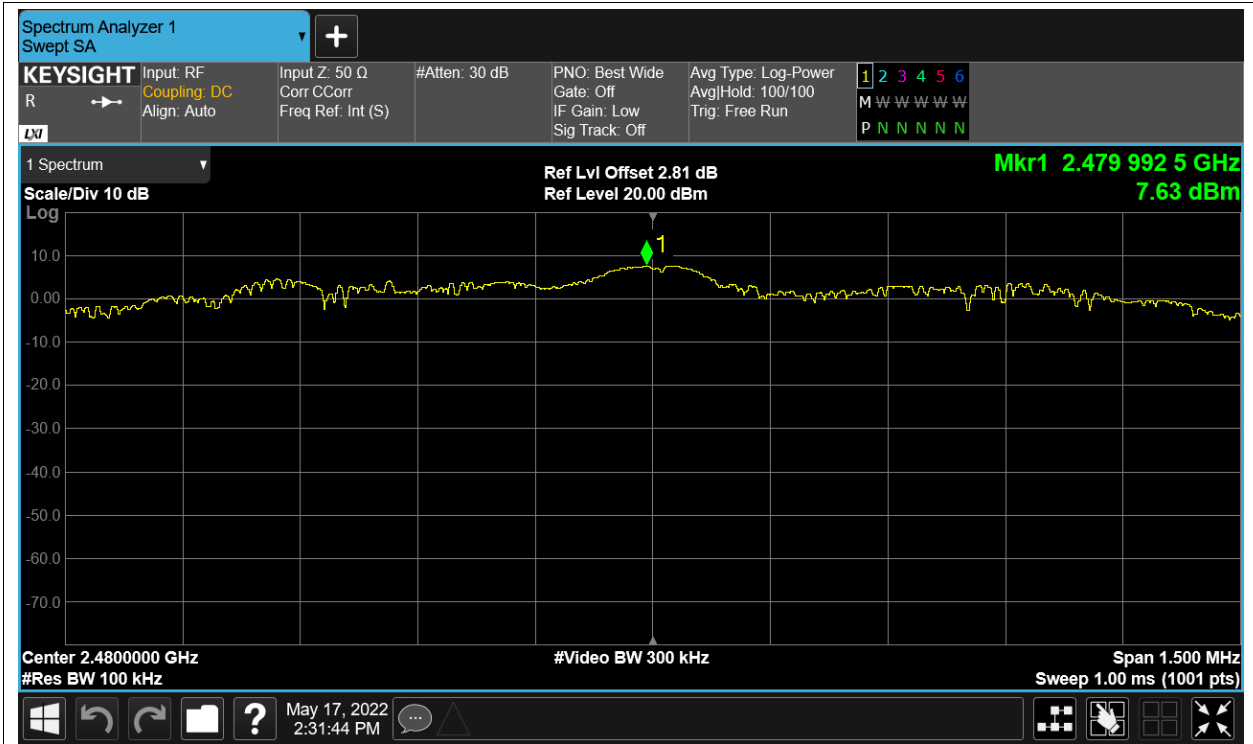 Spectrum Analyzer 1
Swept SA
KEYSIGHT
R
LXI
Input: RF
Coupling: DC
Align: Auto
Input Z: 50 Ω
Corr CCorr
Freq Ref: Int (S)
#Atten: 30 dB
PNO: Best Wide
Gate: Off
IF Gain: Low
Sig Track: Off
Avg Type: Log-Power
Avg|Hold: 100/100
Trig: Free Run
1 2 3 4 5 6
M W W W W W
P N N N N N
1 Spectrum
Scale/Div 10 dB
Log
Ref Lvl Offset 2.81 dB
Ref Level 20.00 dBm
Mkr1 2.479 992 5 GHz
7.63 dBm
1
10.0
0.00
-10.0
-20.0
-30.0
-40.0
-50.0
-60.0
-70.0
Center 2.4800000 GHz
#Res BW 100 kHz
#Video BW 300 kHz
Span 1.500 MHz
Sweep 1.00 ms (1001 pts)
?
May 17, 2022
2:31:44 PM